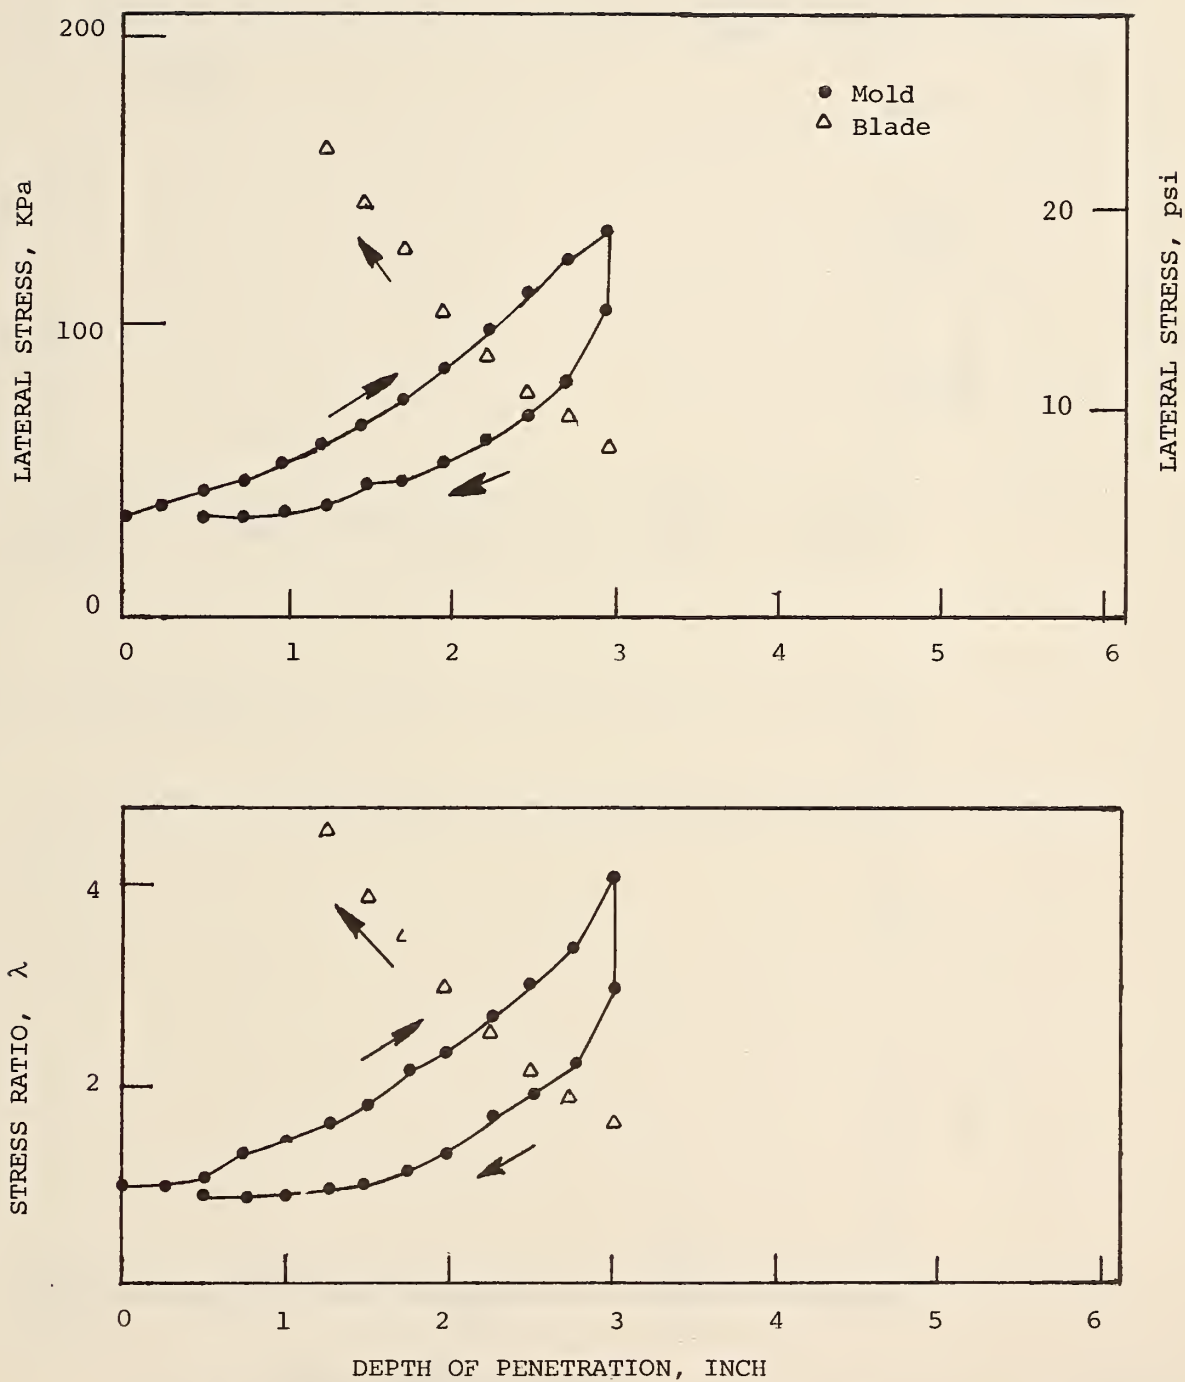 200
100
0
LATERAL STRESS, KPa
● Mold
△ Blade
20
10
LATERAL STRESS, psi
0 1 2 3 4 5 6
4
2
STRESS RATIO, λ
0 1 2 3 4 5 6
DEPTH OF PENETRATION, INCH